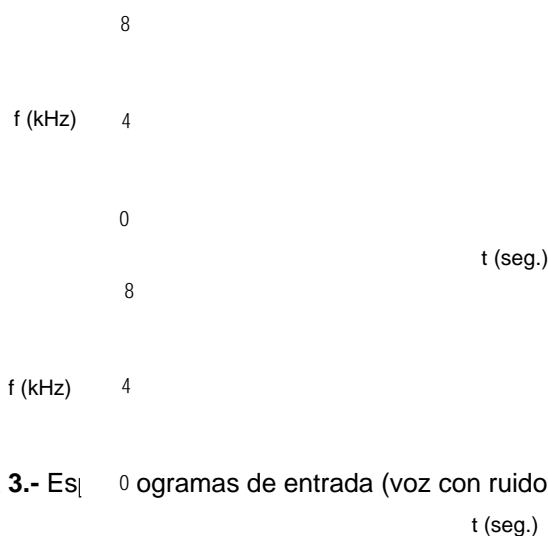 8
f (kHz) 4
0
t (seg.)
8
f (kHz) 4
3.- Es 0 ogramas de entrada (voz con ruido
t (seg.)